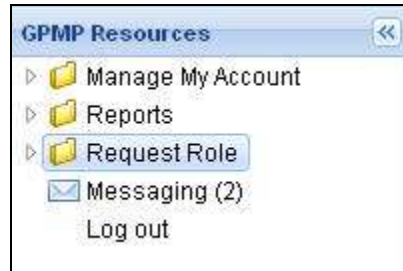 GPMP Resources
Manage My Account
Reports
Request Role
Messaging (2)
Log out